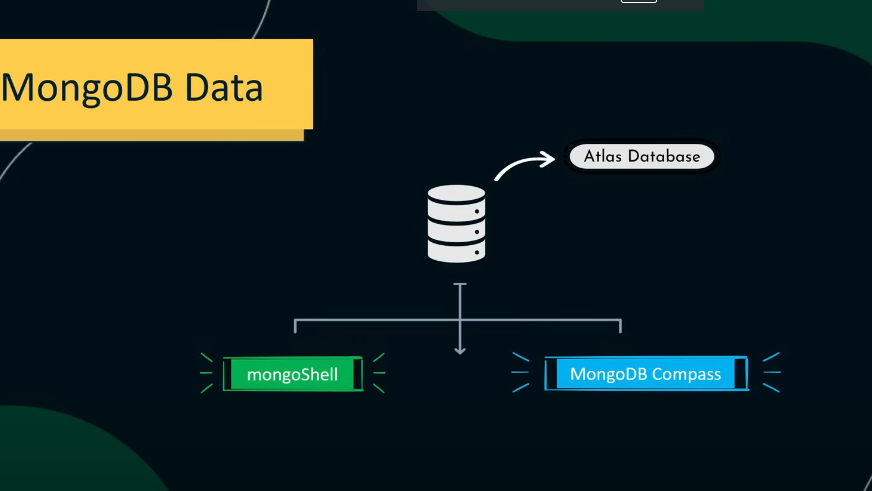 MongoDB Data
Atlas Database
mongoShell
MongoDB Compass